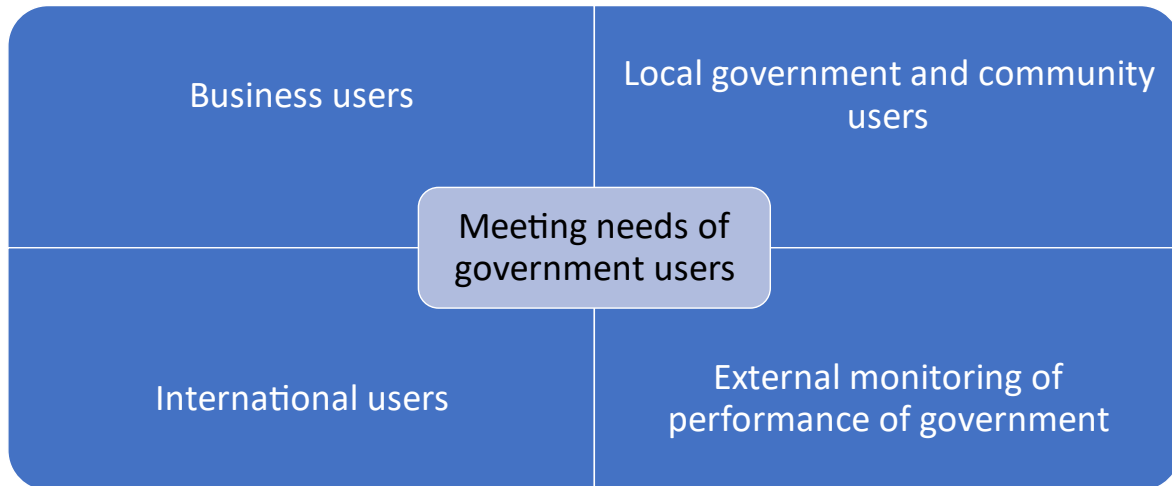 Business users
Local government and community
users
Meeting needs of
government users
International users
External monitoring of
performance of government